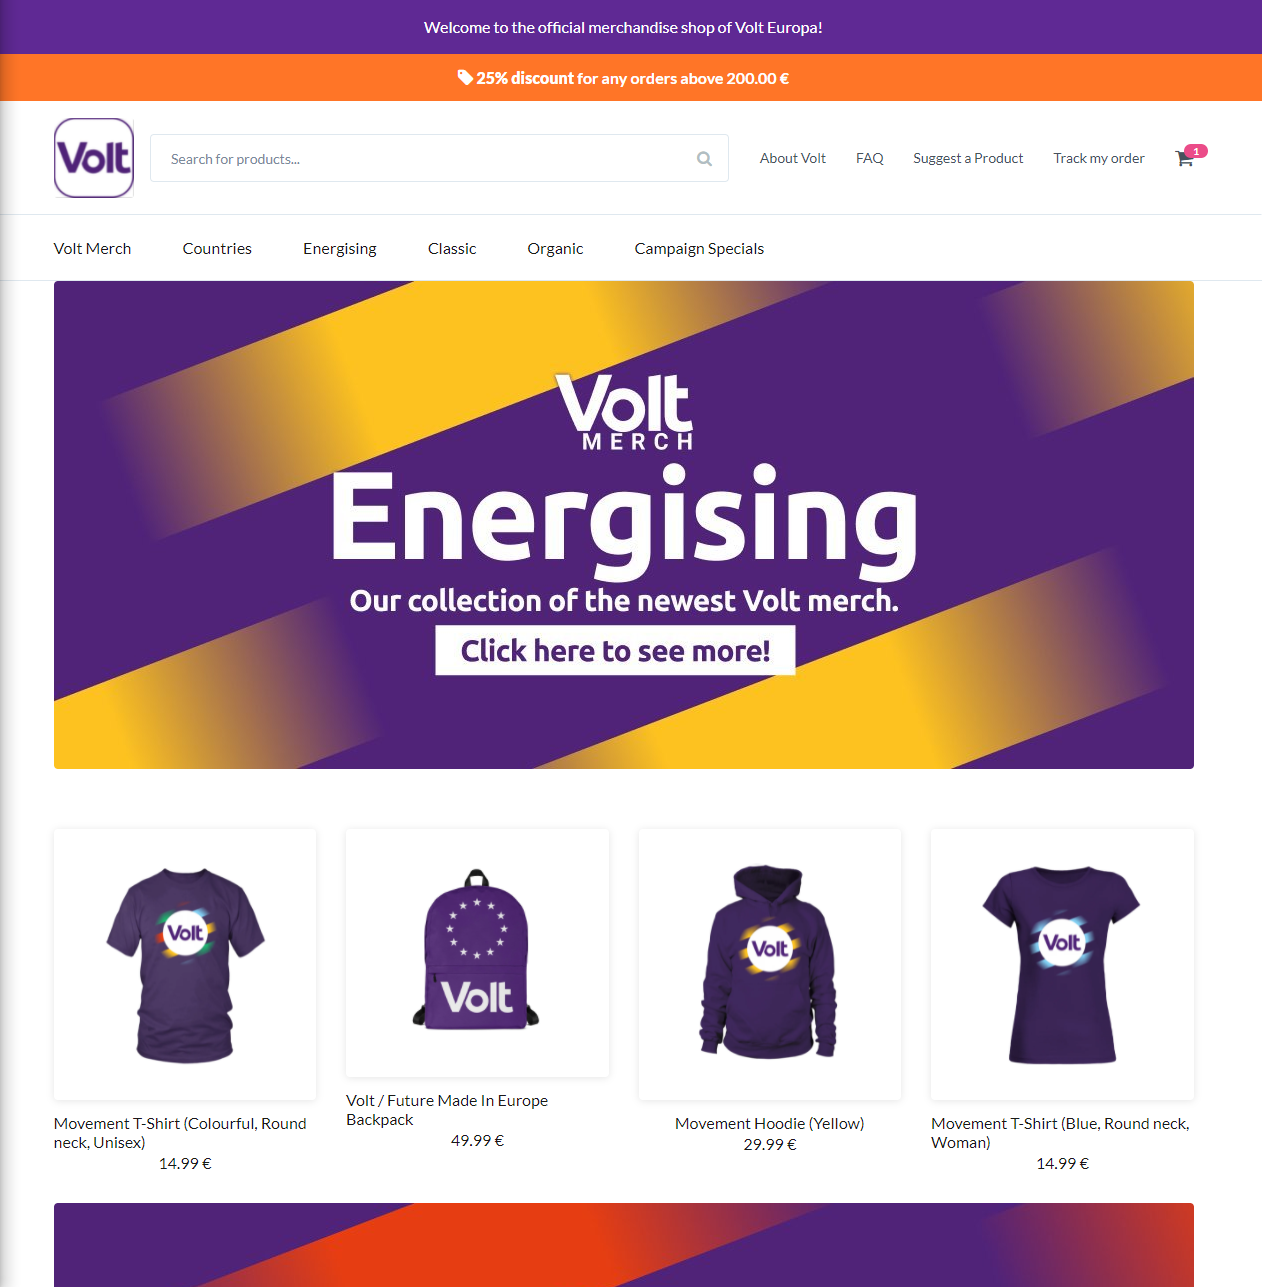 Welcome to the official merchandise shop of Volt Europa!
25% discount for any orders above 200.00 €
Volt
Search for products...
About Volt
FAQ
Suggest a Product
Track my order
1
Volt Merch
Countries
Energising
Classic
Organic
Campaign Specials
Volt
MERCH
Energising
Our collection of the newest Volt merch.
Click here to see more!
Volt
Volt
Volt
Volt
Movement T-Shirt (Colourful, Round
neck, Unisex)
14.99 €
Volt / Future Made In Europe
Backpack
49.99 €
Movement Hoodie (Yellow)
29.99 €
Movement T-Shirt (Blue, Round neck,
Woman)
14.99 €